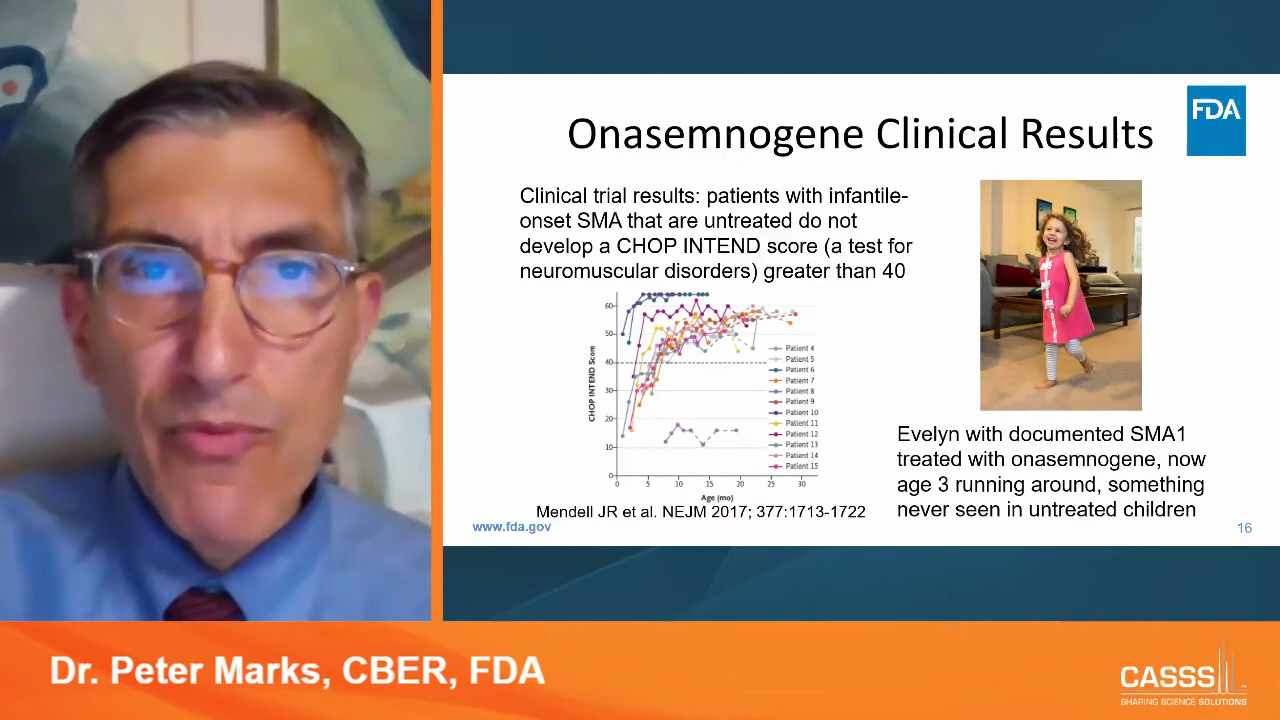 FDA
Onasemnogene Clinical Results
Clinical trial results: patients with infantile-
onset SMA that are untreated do not
develop a CHOP INTEND score (a test for
neuromuscular disorders) greater than 40
CHOP INTEND Score
60
50
40
30
20
10
0
0 5 10 15 20 25 30
Age (mo)
Patient 4
Patient 5
Patient 6
Patient 7
Patient 8
Patient 9
Patient 10
Patient 11
Patient 12
Patient 13
Patient 14
Patient 15
Mendell JR et al. NEJM 2017; 377:1713-1722
Evelyn with documented SMA1
treated with onasemnogene, now
age 3 running around, something
never seen in untreated children
www.fda.gov
16
Dr. Peter Marks, CBER, FDA
CASSS
SHARING SCIENCE SOLUTIONS